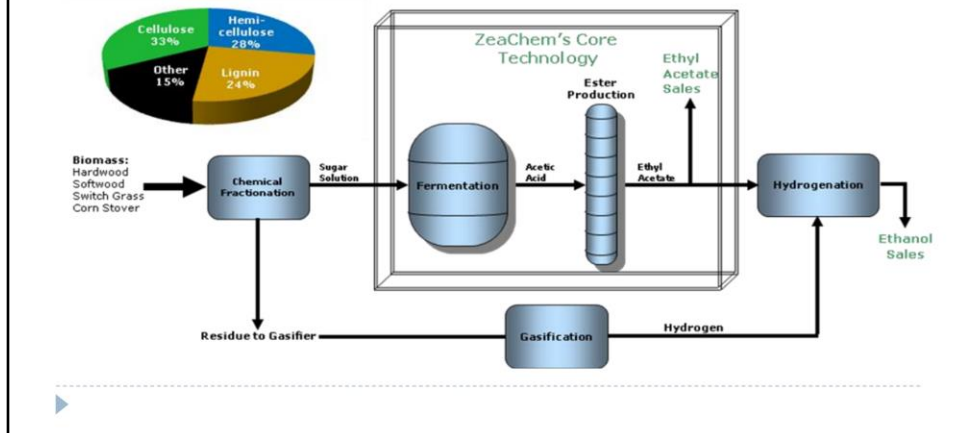 Cellulose
33%
Hemi-
cellulose
28%
Other
15%
Lignin
24%
ZeaChem's Core
Technology
Ethyl
Acetate
Sales
Ester
Production
Biomass:
Hardwood
Softwood
Switch Grass
Corn Stover
Chemical
Fractionation
Sugar
Solution
Fermentation
Acetic
Acid
Ethyl
Acetate
Hydrogenation
Ethanol
Sales
Residue to Gasifier
Gasification
Hydrogen